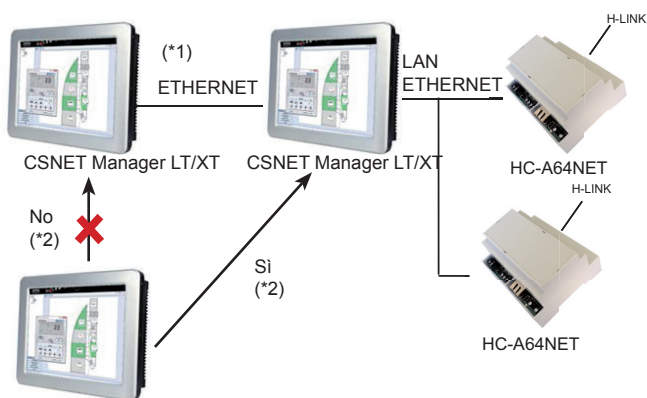 H-LINK
(*1)
ETHERNET
LAN
ETHERNET
CSNET Manager LT/XT
CSNET Manager LT/XT
HC-A64NET
H-LINK
No
(*2)
Sì
(*2)
HC-A64NET